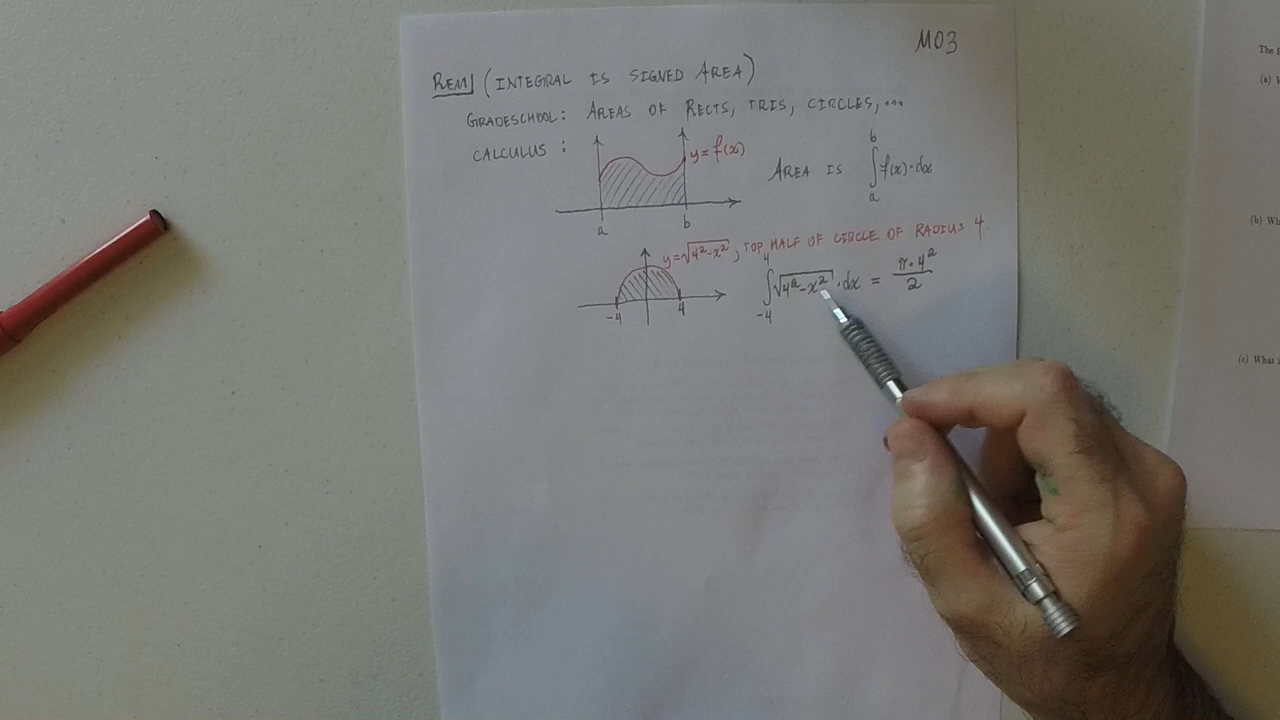 M03
REM (INTEGRAL IS SIGNED AREA)
GRADESCHOOL: AREAS OF RECTS, TRIS, CIRCLES, ...
CALCULUS:
y = f(x)
a b
AREA IS ∫_a^b f(x)·dx
y=√(4²-x²), TOP HALF OF CIRCLE OF RADIUS 4
-4 4
∫_{-4}^{4} √(4²-x²)·dx = (π·4²)/2
(a)
(b)
(c) What